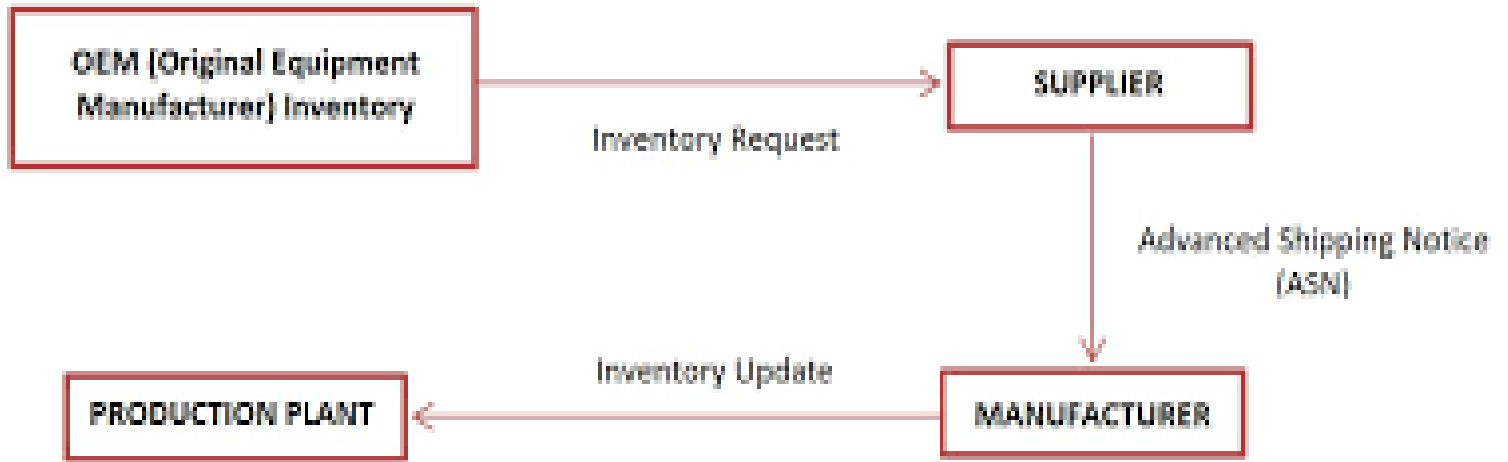 OEM (Original Equipment
Manufacturer) Inventory
SUPPLIER
Inventory Request
Advanced Shipping Notice
(ASN)
Inventory Update
PRODUCTION PLANT
MANUFACTURER